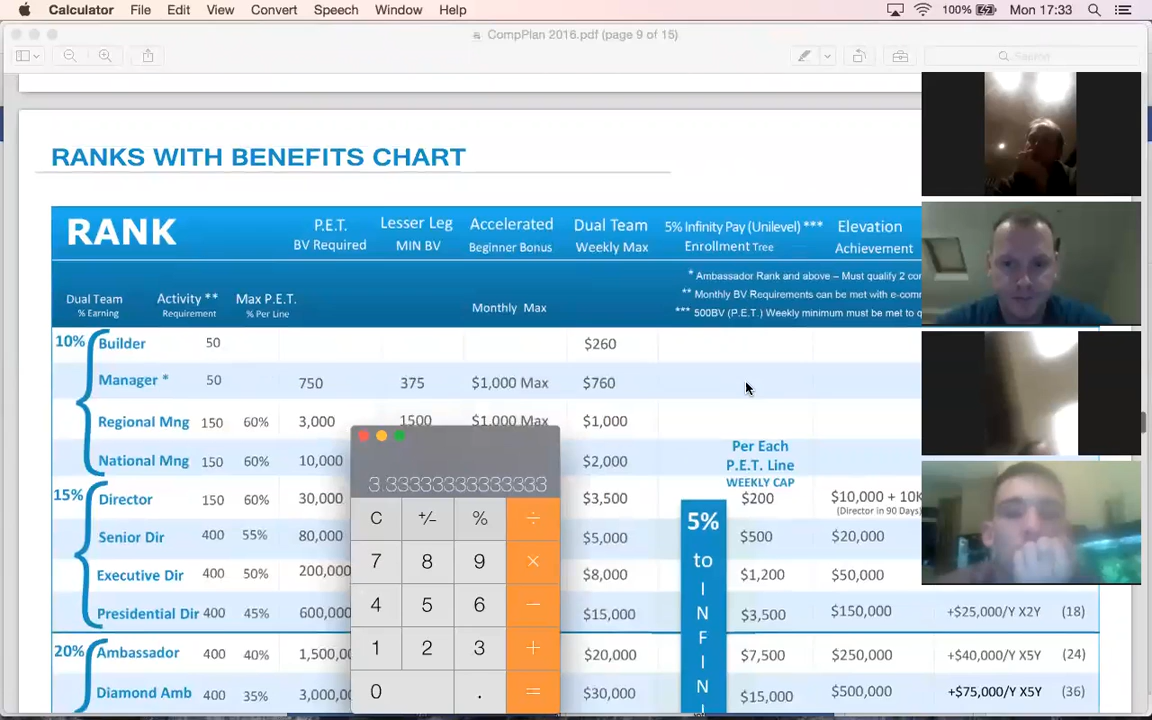 Calculator File Edit View Convert Speech Window Help 100% Mon 17:33
CompPlan 2016.pdf (page 9 of 15)
RANKS WITH BENEFITS CHART
RANK P.E.T. Lesser Leg Accelerated Dual Team 5% Infinity Pay (Unilevel) *** Elevation
BV Required MIN BV Beginner Bonus Weekly Max Enrollment Tree Achievement
* Ambassador Rank and above – Must qualify 2 con
** Monthly BV Requirements can be met with e-comm
*** 500BV (P.E.T.) Weekly minimum must be met to q
Dual Team Activity ** Max P.E.T. Monthly Max
% Earning Requirement % Per Line
10% Builder 50 $260
Manager * 50 750 375 $1,000 Max $760
Regional Mng 150 60% 3,000 1500 $1,000 Max $1,000
National Mng 150 60% 10,000 $2,000
Per Each
P.E.T. Line
WEEKLY CAP
15% Director 150 60% 30,000 $3,500 $200 $10,000 + 10K
(Director in 90 Days)
Senior Dir 400 55% 80,000 $5,000 $500 $20,000
Executive Dir 400 50% 200,000 $8,000 $1,200 $50,000
Presidential Dir 400 45% 600,000 $15,000 $3,500 $150,000 +$25,000/Y X2Y (18)
20% Ambassador 400 40% 1,500,0 $20,000 $7,500 $250,000 +$40,000/Y X5Y (24)
Diamond Amb 400 35% 3,000,0 $30,000 $15,000 $500,000 +$75,000/Y X5Y (36)
5%
to
I
N
F
I
N
3.33333333333333
C +/− % ÷
7 8 9 ×
4 5 6 −
1 2 3 +
0 . =